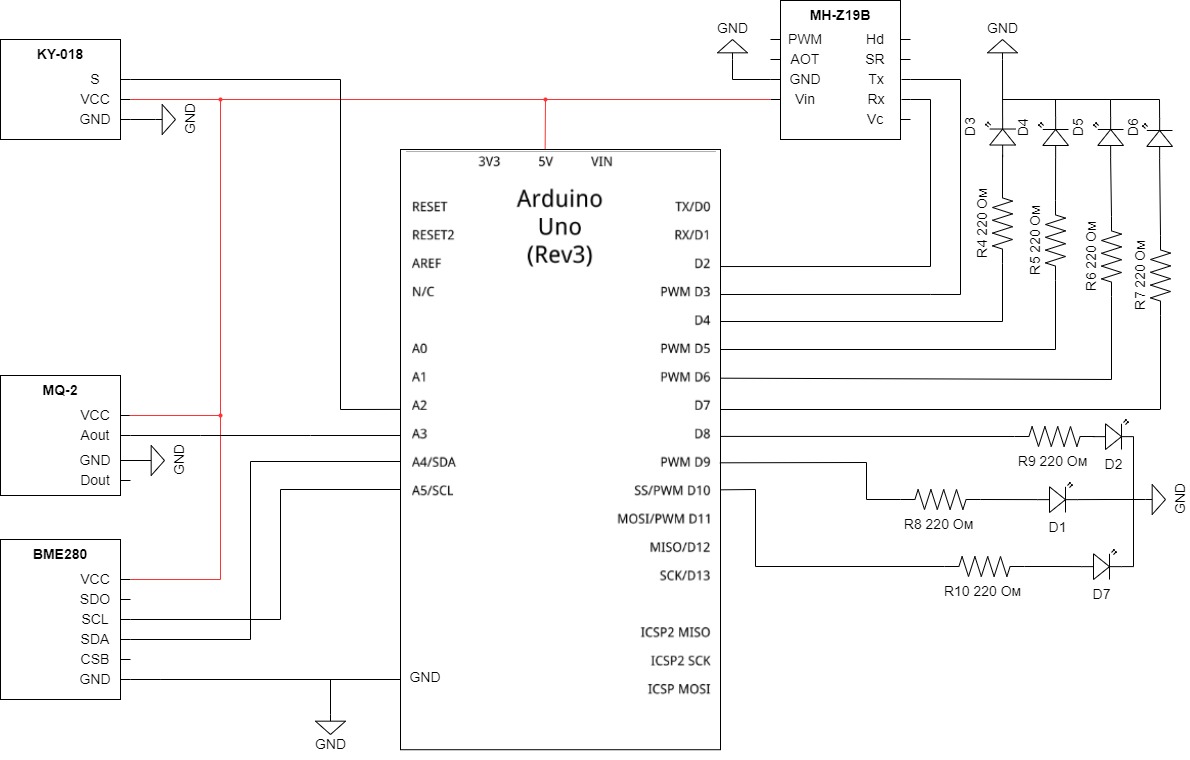 GND
D6
R7 220 Ом
D5
R6 220 Ом
D4
R5 220 Ом
D3
R4 220 Ом
GND
GND
D2
R9 220 Ом
D1
R8 220 Ом
D7
R10 220 Ом
MH-Z19B
Hd
SR
Tx
Rx
Vc
PWM
AOT
GND
Vin
GND
Arduino
Uno
(Rev3)
VIN
5V
3V3
TX/D0
RX/D1
D2
PWM D3
D4
PWM D5
PWM D6
D7
D8
PWM D9
SS/PWM D10
MOSI/PWM D11
MISO/D12
SCK/D13
ICSP2 MISO
ICSP2 SCK
ICSP MOSI
RESET
RESET2
AREF
N/C
A0
A1
A2
A3
A4/SDA
A5/SCL
GND
KY-018
S
VCC
GND
GND
MQ-2
VCC
Aout
GND
Dout
GND
BME280
VCC
SDO
SCL
SDA
CSB
GND